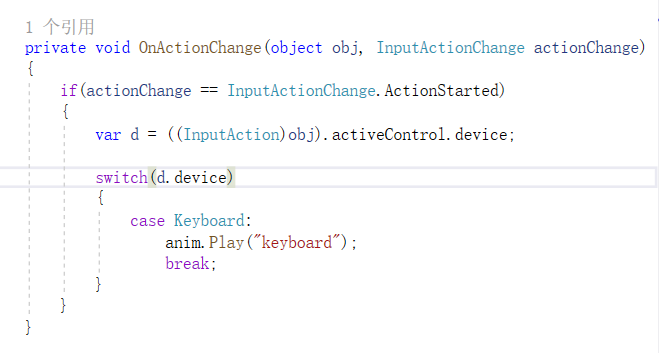 1 个引用
private void OnActionChange(object obj, InputActionChange actionChange)
{
if(actionChange == InputActionChange.ActionStarted)
{
var d = ((InputAction)obj).activeControl.device;
switch(d.device)
{
case Keyboard:
anim.Play("keyboard");
break;
}
}
}